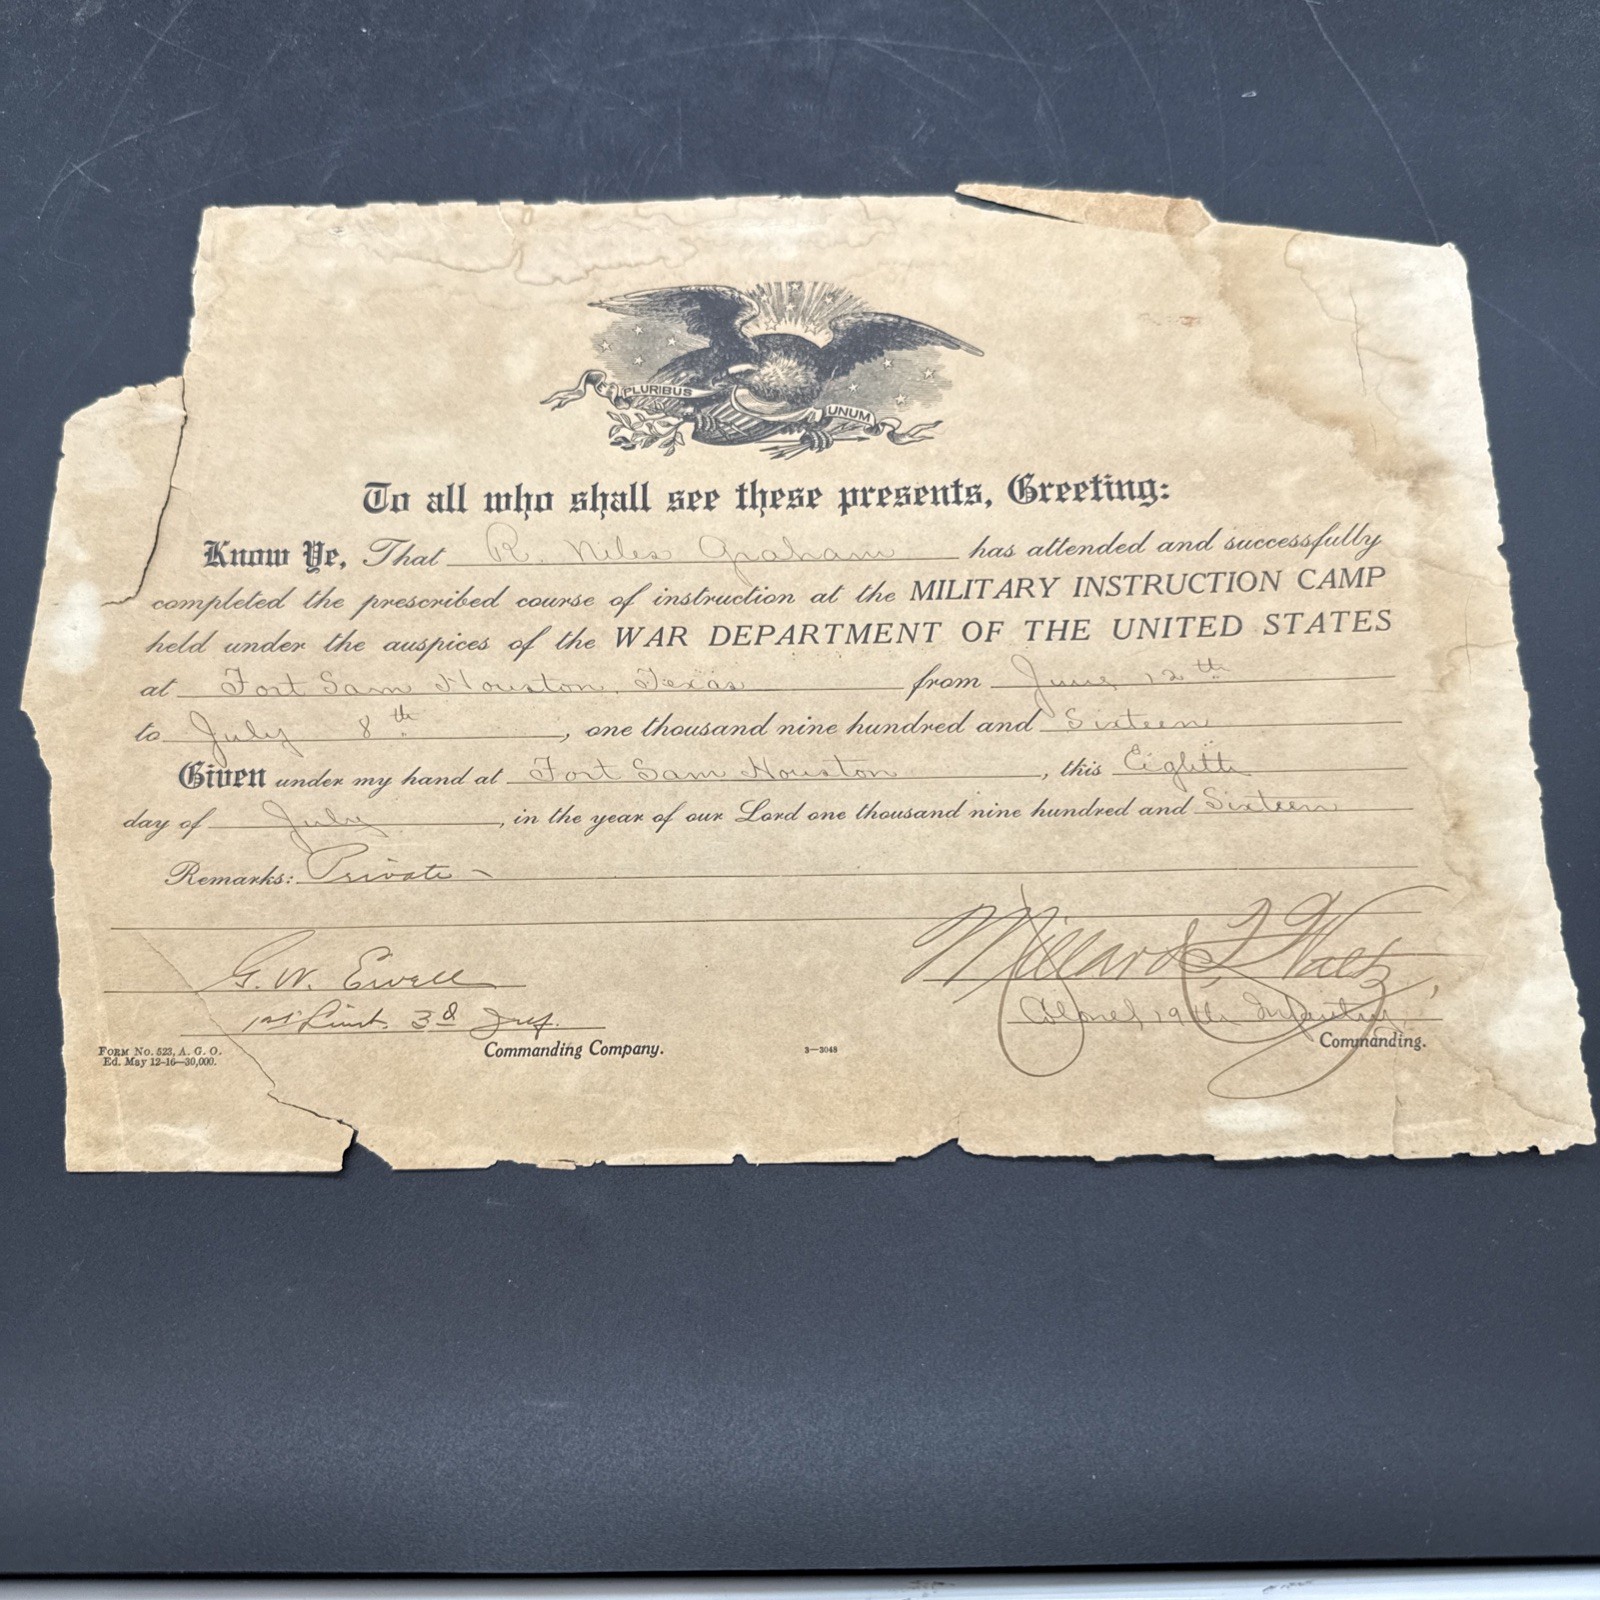 PLURIBUS
UNUM
To all who shall see these presents, Greeting:
Know Ye, That R. Niles Graham has attended and successfully
completed the prescribed course of instruction at the MILITARY INSTRUCTION CAMP
held under the auspices of the WAR DEPARTMENT OF THE UNITED STATES
at Fort Sam Houston, Texas from June 12th
to July 8th, one thousand nine hundred and Sixteen
Given under my hand at Fort Sam Houston, this Eighth
day of July, in the year of our Lord one thousand nine hundred and Sixteen
Remarks: Private -
G. W. Ewell Millard F Waltz,
1st Lieut. 3d Inf. Colonel 19th Infantry,
Commanding Company. Commanding.
FORM NO. 523, A. G. O.
Ed. May 12-16—30,000.
3—3048